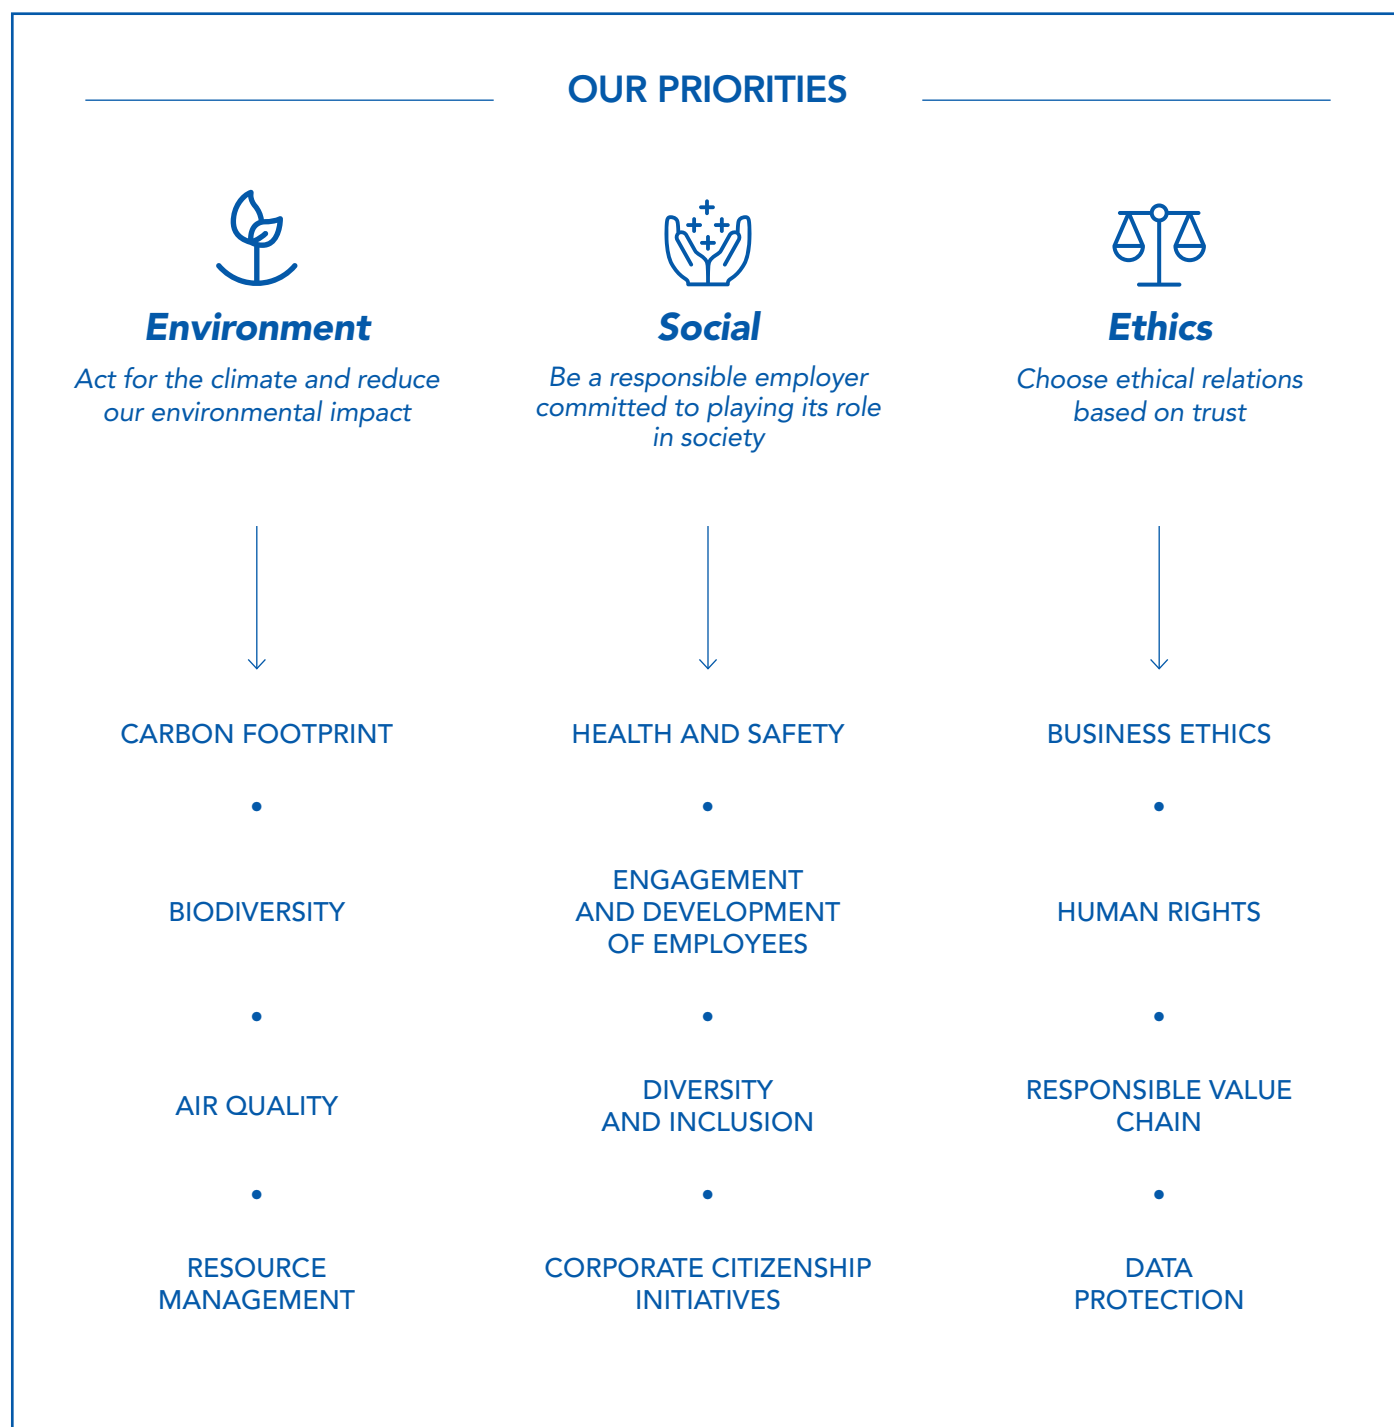 OUR PRIORITIES
Environment
Act for the climate and reduce
our environmental impact
CARBON FOOTPRINT
•
BIODIVERSITY
•
AIR QUALITY
•
RESOURCE
MANAGEMENT
Social
Be a responsible employer
committed to playing its role
in society
HEALTH AND SAFETY
•
ENGAGEMENT
AND DEVELOPMENT
OF EMPLOYEES
•
DIVERSITY
AND INCLUSION
•
CORPORATE CITIZENSHIP
INITIATIVES
Ethics
Choose ethical relations
based on trust
BUSINESS ETHICS
•
HUMAN RIGHTS
•
RESPONSIBLE VALUE
CHAIN
•
DATA
PROTECTION